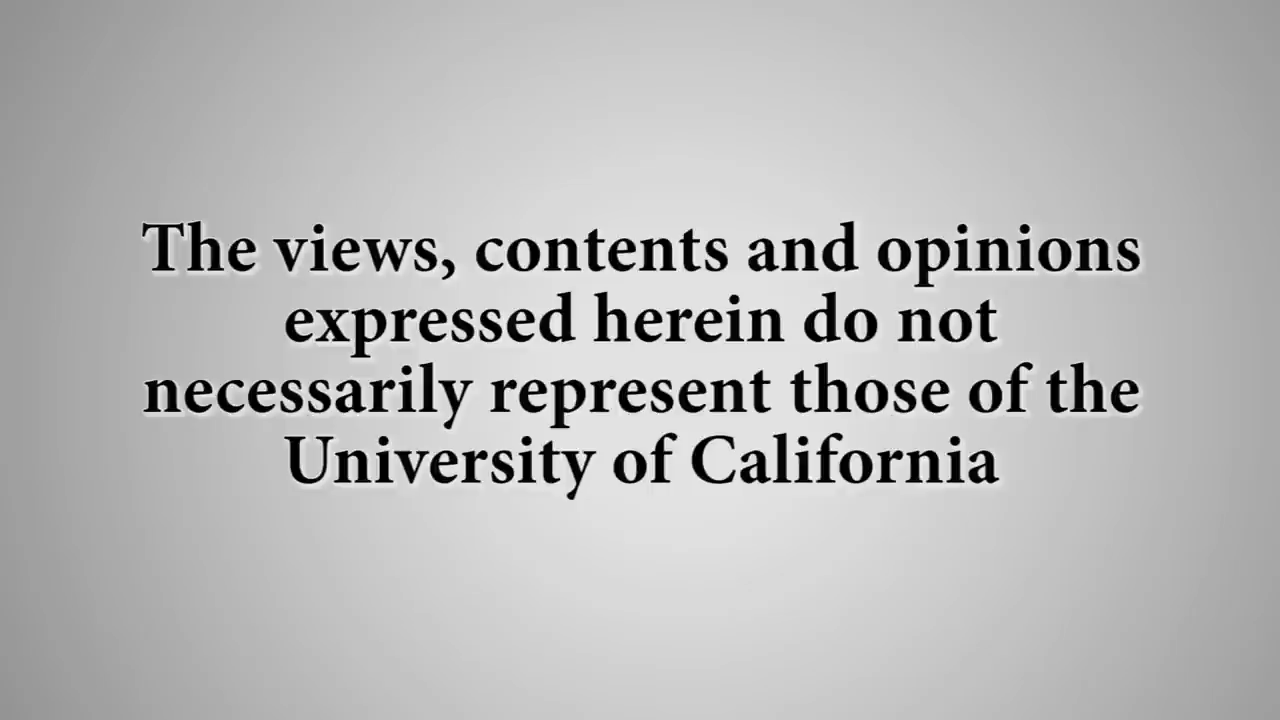 The views, contents and opinions
expressed herein do not
necessarily represent those of the
University of California